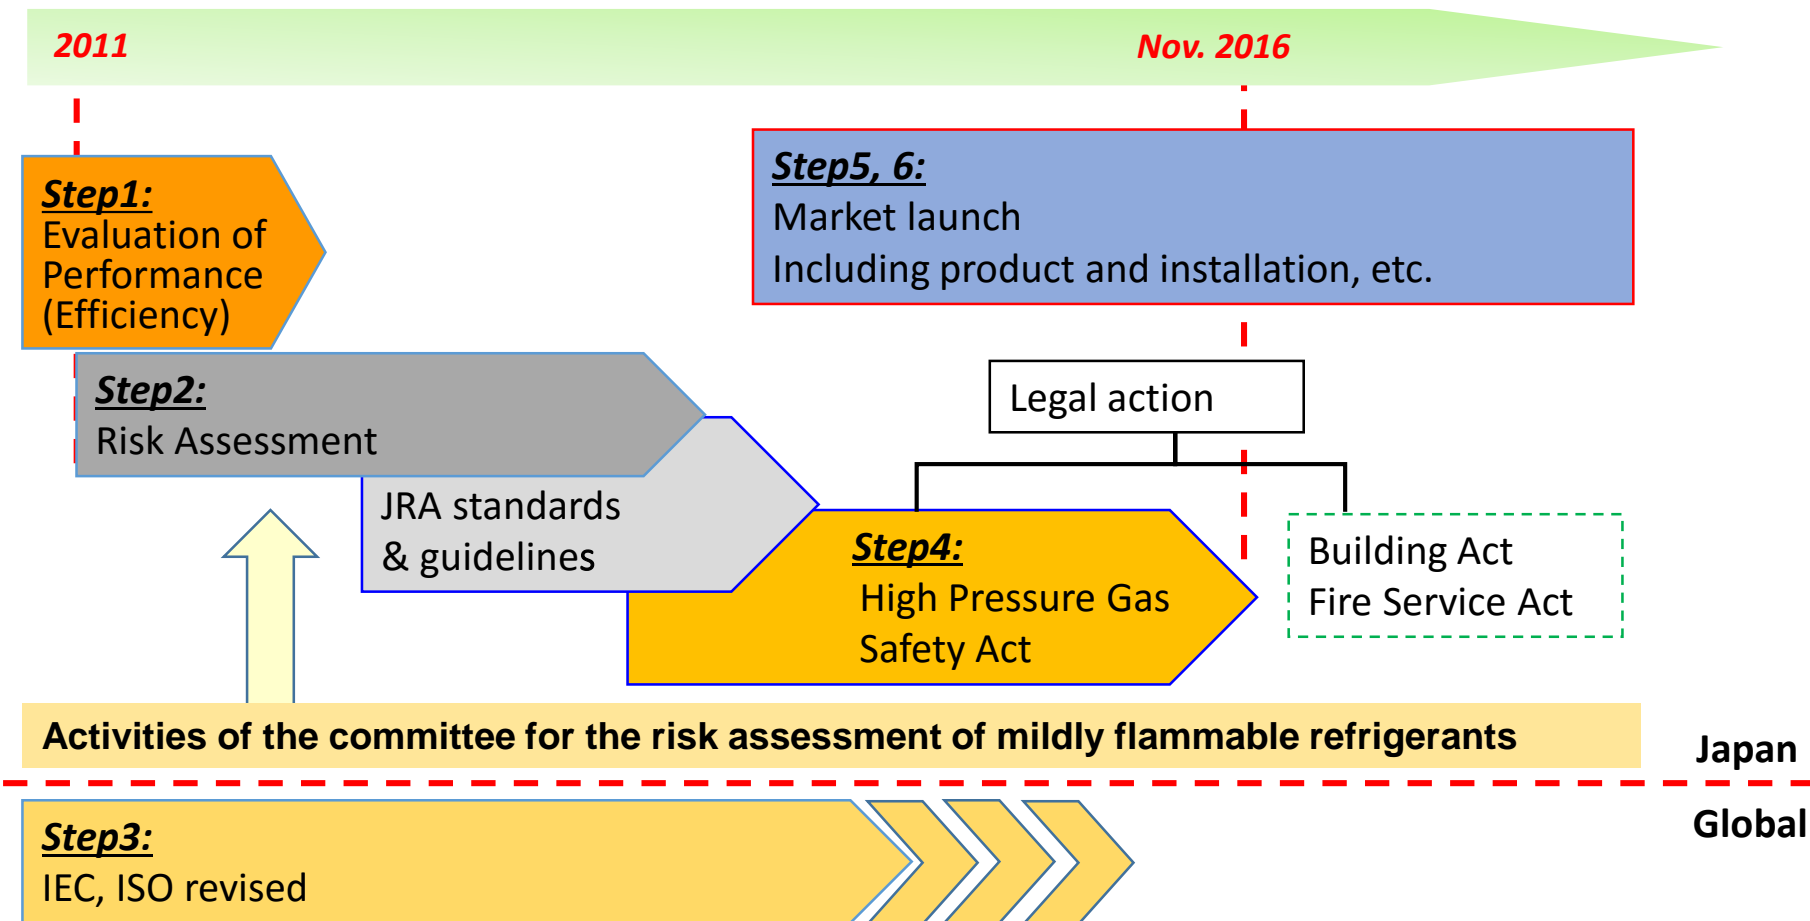 2011
Nov. 2016
Step1:
Evaluation of
Performance
(Efficiency)
Step5, 6:
Market launch
Including product and installation, etc.
Step2:
Risk Assessment
Legal action
JRA standards
& guidelines
Step4:
High Pressure Gas
Safety Act
Building Act
Fire Service Act
Activities of the committee for the risk assessment of mildly flammable refrigerants
Japan
Global
Step3:
IEC, ISO revised